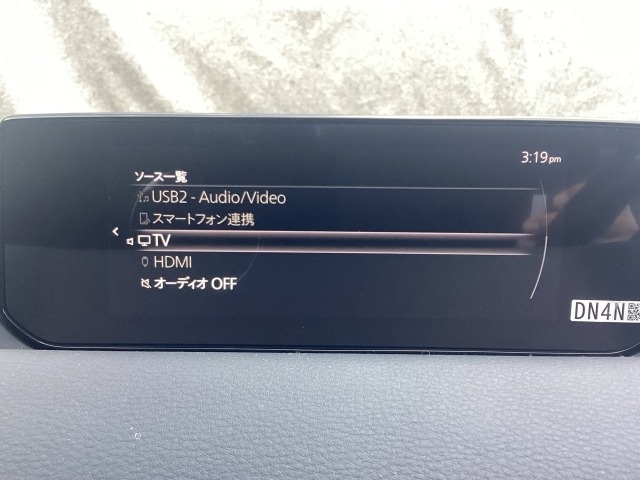 3:19pm
ソース一覧
USB2 - Audio/Video
スマートフォン連携
TV
HDMI
オーディオ OFF
DN4N